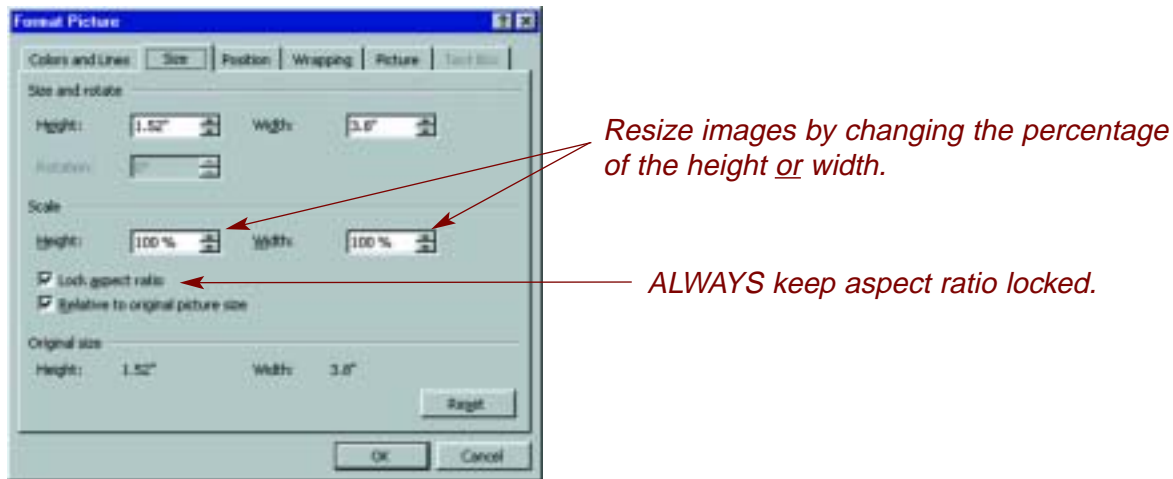 Format Picture
Colors and Lines Size Position Wrapping Picture Text Box
Size and rotate
Height: 1.52" Width: 3.8"
Rotation: 0°
Resize images by changing the percentage
of the height or width.
Scale
Height: 100 % Width: 100 %
Lock aspect ratio
ALWAYS keep aspect ratio locked.
Relative to original picture size
Original size
Height: 1.52" Width: 3.8"
Reset
OK Cancel